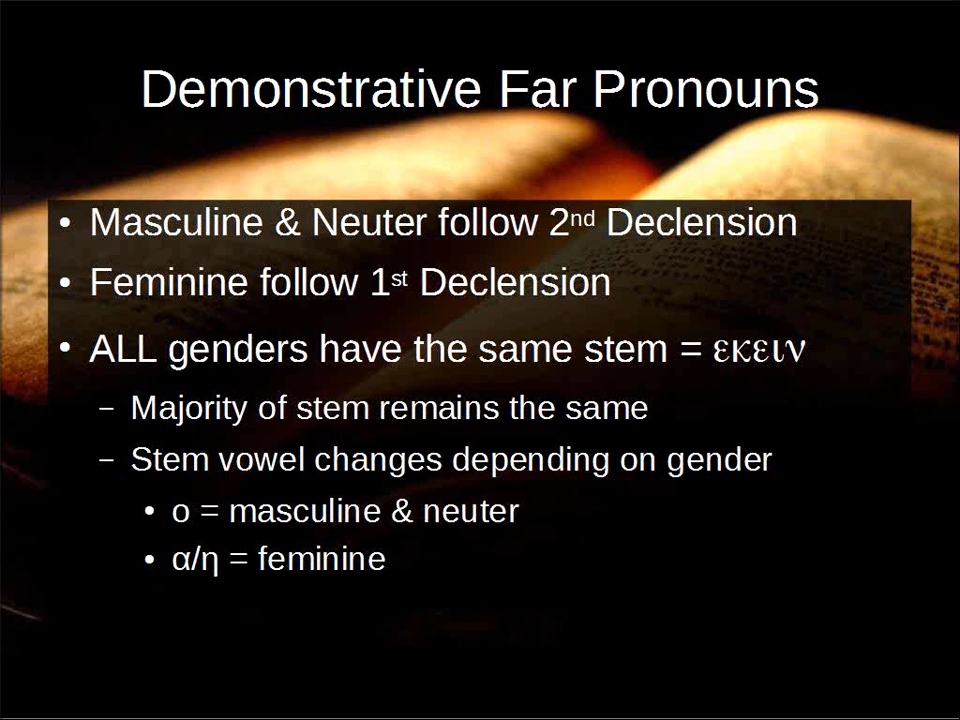 Demonstrative Far Pronouns
• Masculine & Neuter follow 2nd Declension
• Feminine follow 1st Declension
• ALL genders have the same stem = εκειν
– Majority of stem remains the same
– Stem vowel changes depending on gender
• ο = masculine & neuter
• α/η = feminine